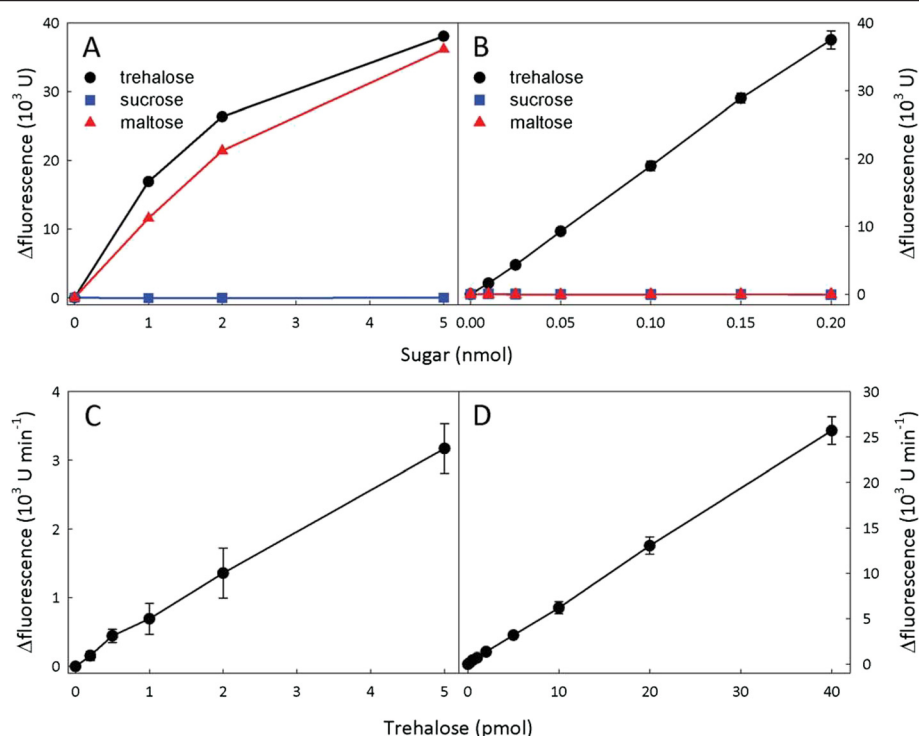 A
B
trehalose
sucrose
maltose
trehalose
sucrose
maltose
Δfluorescence (10³ U)
40
30
20
10
0
0 1 2 3 4 5
0.00 0.05 0.10 0.15 0.20
40
30
20
10
0
Δfluorescence (10³ U)
Sugar (nmol)
C
D
Δfluorescence (10³ U min⁻¹)
4
3
2
1
0
0 1 2 3 4 5
0 10 20 30 40
30
25
20
15
10
5
0
Δfluorescence (10³ U min⁻¹)
Trehalose (pmol)